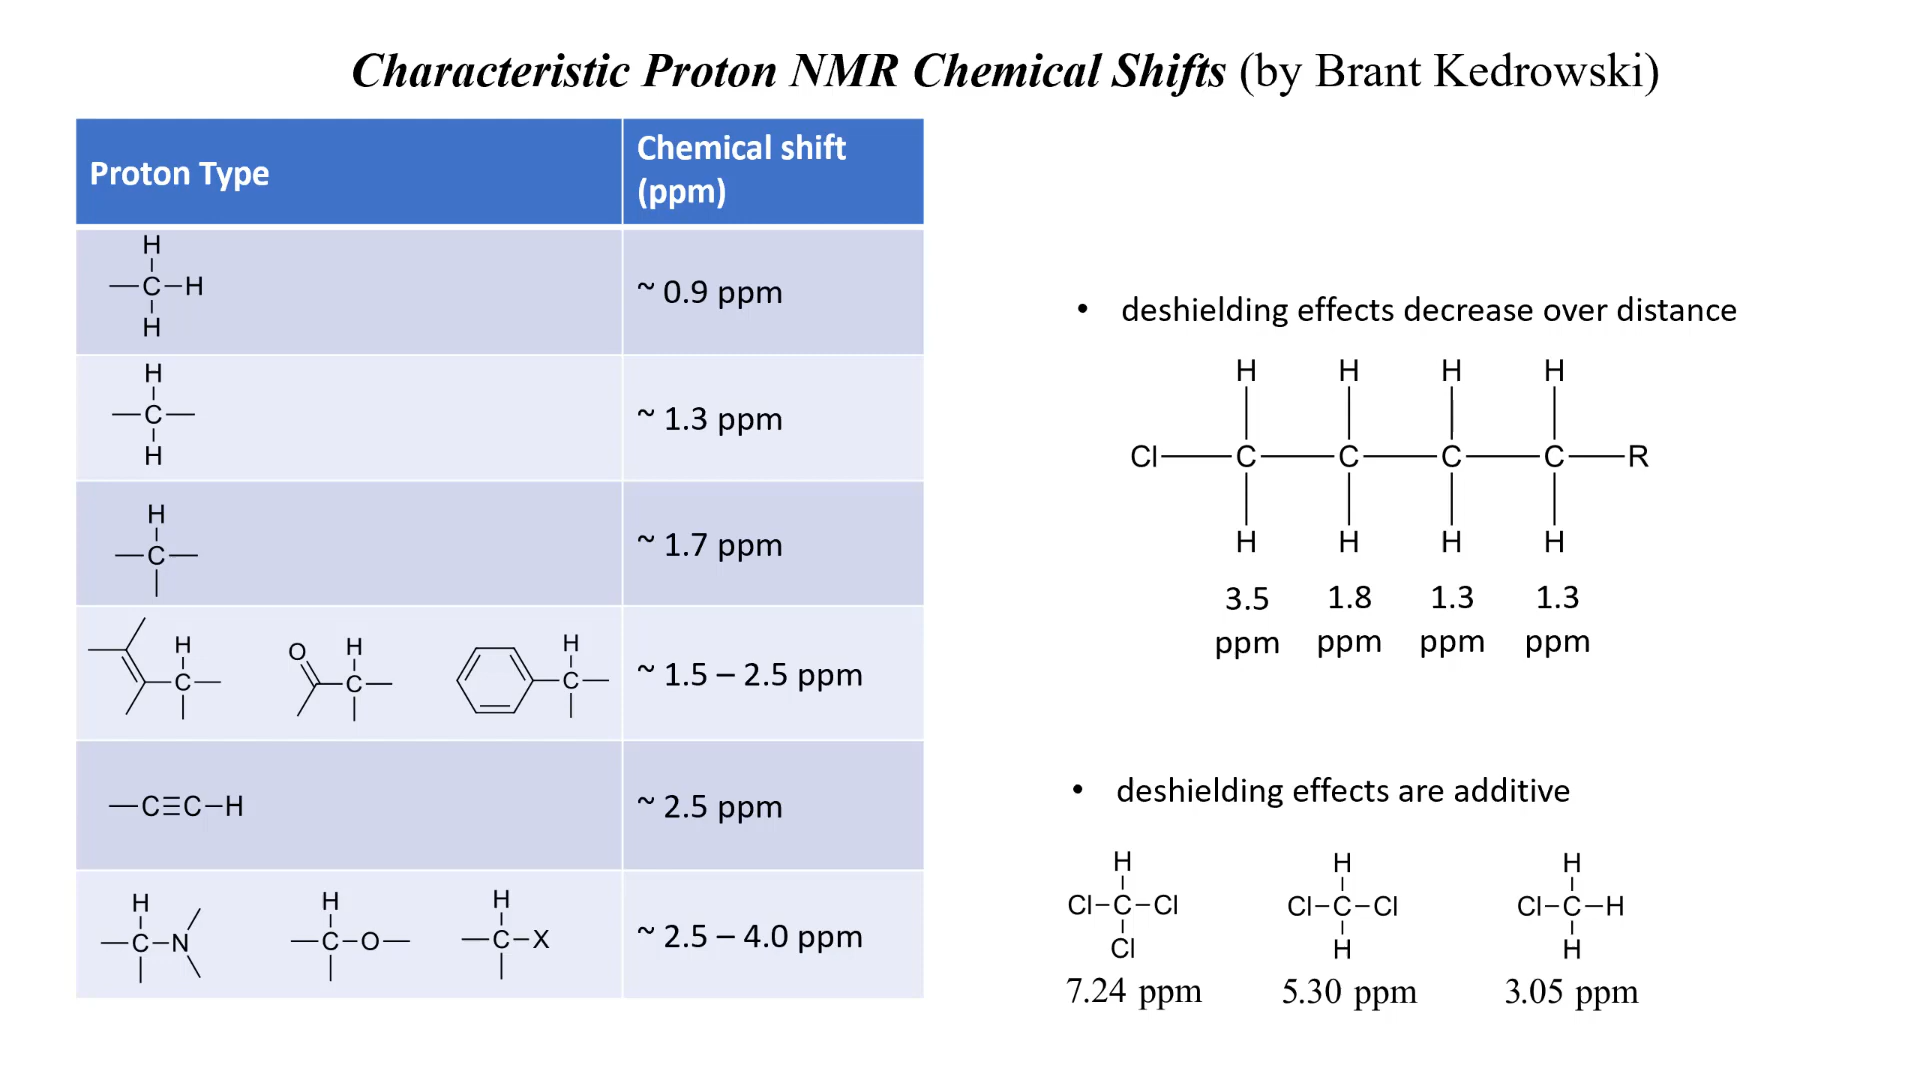 Characteristic Proton NMR Chemical Shifts (by Brant Kedrowski)
Proton Type
Chemical shift
(ppm)
H
C H
H
~ 0.9 ppm
H
C
H
~ 1.3 ppm
H
C
~ 1.7 ppm
H
C
O H
C
H
C
~ 1.5 – 2.5 ppm
C≡C–H
~ 2.5 ppm
H
C–N
H
C–O
H
C–X
~ 2.5 – 4.0 ppm
• deshielding effects decrease over distance
H H H H
Cl C C C C R
H H H H
3.5 1.8 1.3 1.3
ppm ppm ppm ppm
• deshielding effects are additive
H H H
Cl–C–Cl Cl–C–Cl Cl–C–H
Cl H H
7.24 ppm 5.30 ppm 3.05 ppm